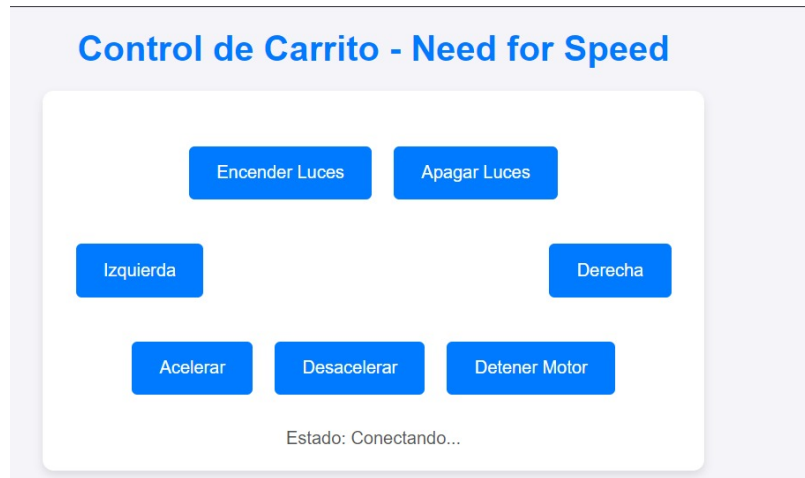 Control de Carrito - Need for Speed
Encender Luces Apagar Luces
Izquierda Derecha
Acelerar Desacelerar Detener Motor
Estado: Conectando...